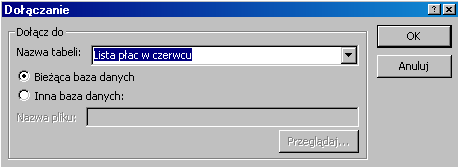 Dołączanie
Dołącz do
Nazwa tabeli: Lista płac w czerwcu
Bieżąca baza danych
Inna baza danych:
Nazwa pliku:
Przeglądaj...
OK
Anuluj